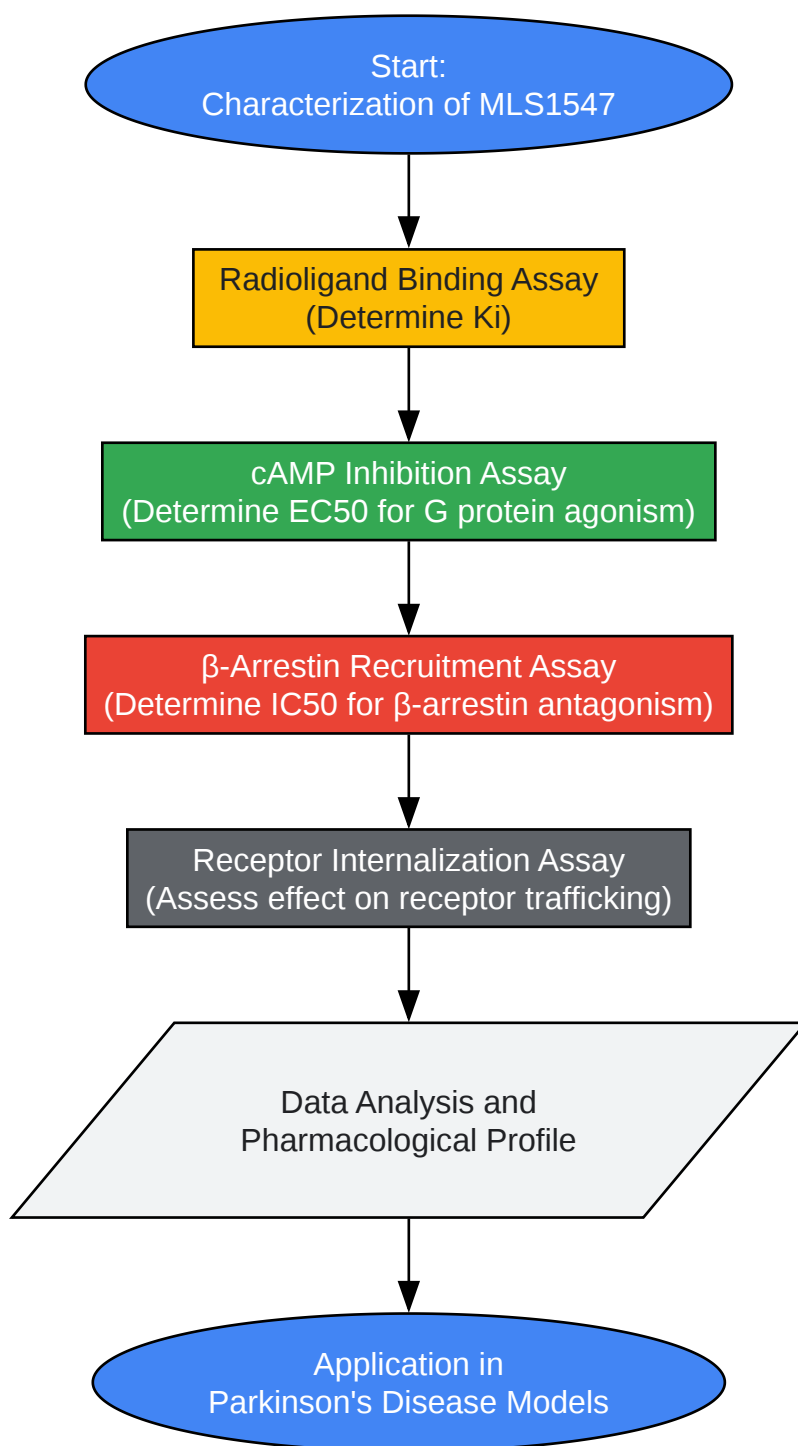 Start:
Characterization of MLS1547
Radioligand Binding Assay
(Determine Ki)
cAMP Inhibition Assay
(Determine EC50 for G protein agonism)
β-Arrestin Recruitment Assay
(Determine IC50 for β-arrestin antagonism)
Receptor Internalization Assay
(Assess effect on receptor trafficking)
Data Analysis and
Pharmacological Profile
Application in
Parkinson's Disease Models